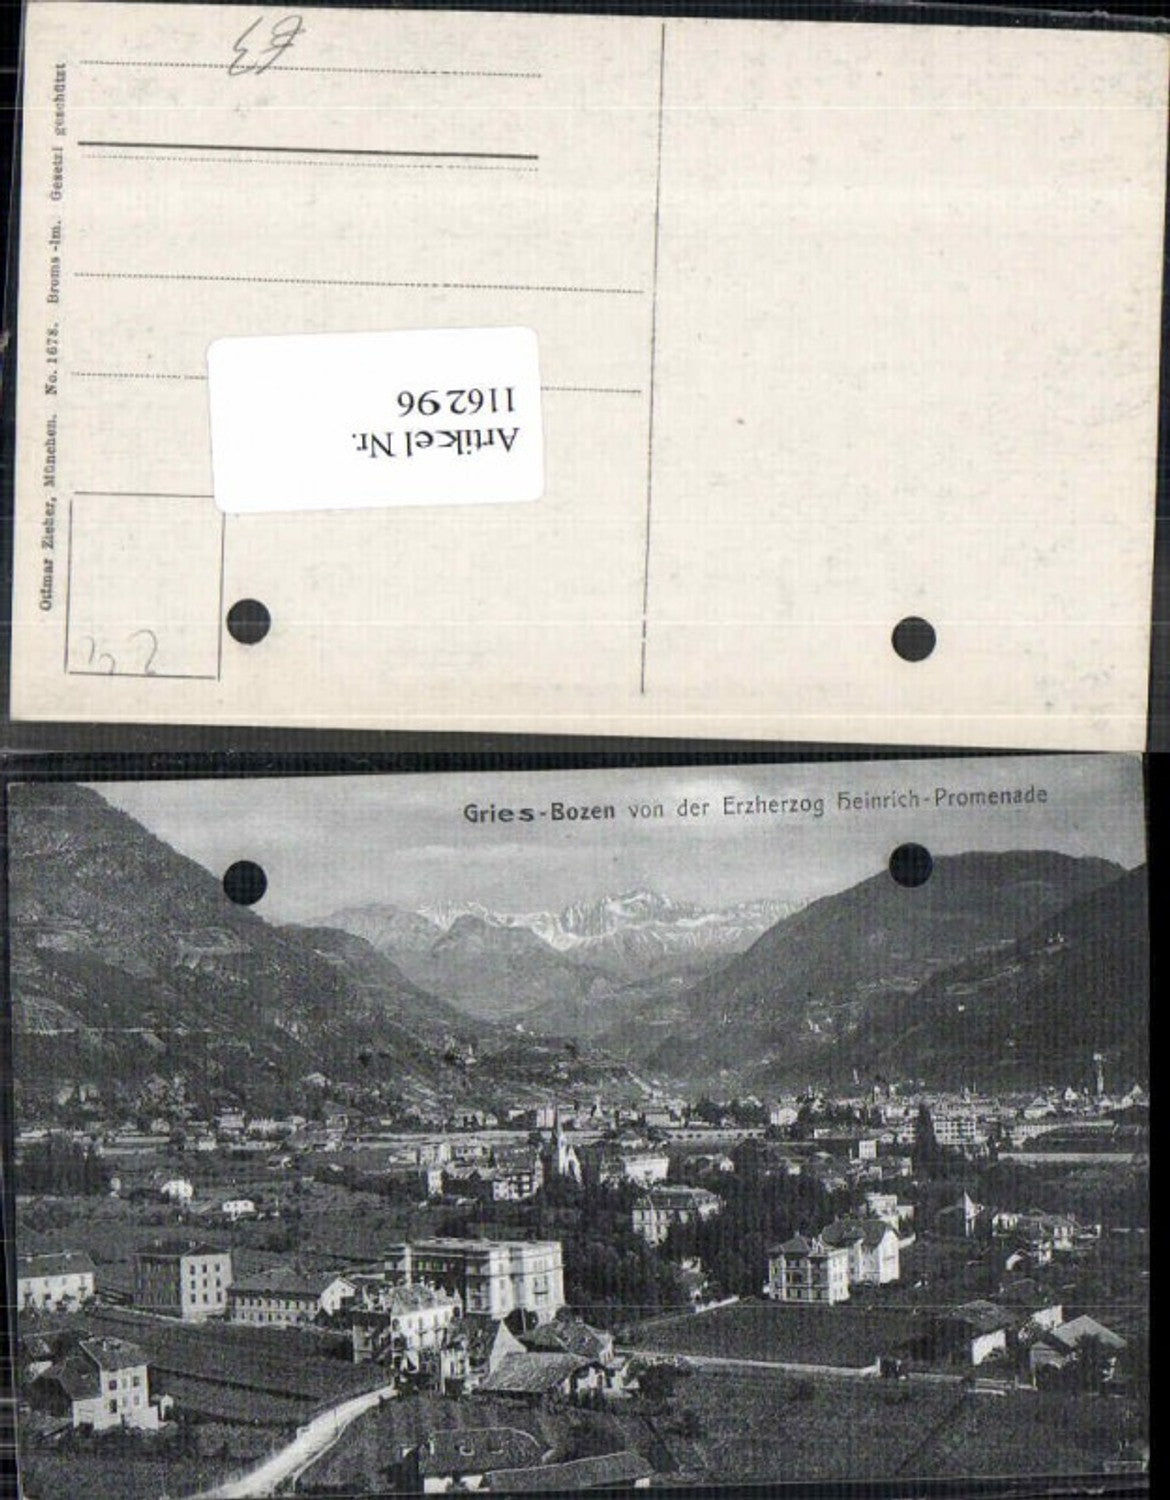 Ottmar Zieher, München. No. 1678. Broms-Im. Gesetzl geschützt
Artikel Nr.
116296
Gries-Bozen von der Erzherzog Heinrich-Promenade